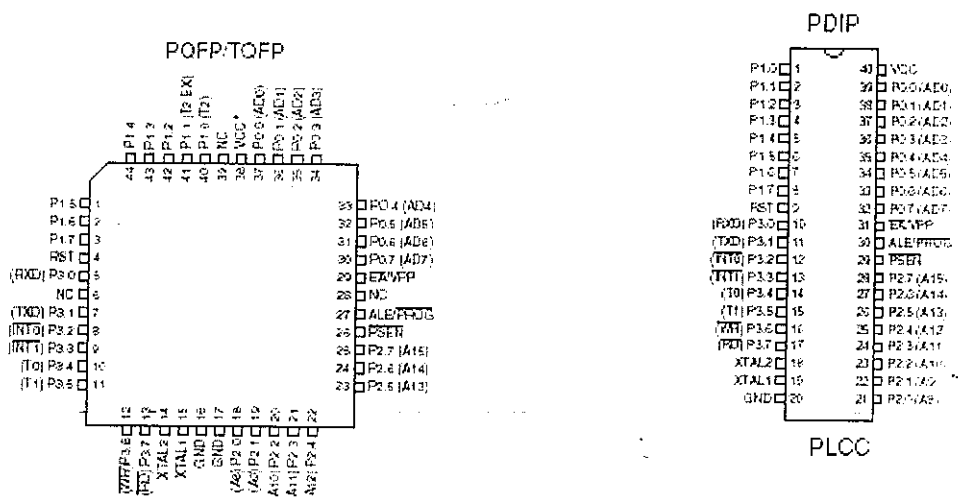 PQFP/TQFP
44 P1.4
43 P1.3
42 P1.2
41 P1.1 (T2 EX)
40 P1.0 (T2)
39 NC
38 VCC
37 P0.0 (AD0)
36 P0.1 (AD1)
35 P0.2 (AD2)
34 P0.3 (AD3)
P1.5 1
P1.6 2
P1.7 3
RST 4
(RXD) P3.0 5
NC 6
(TXD) P3.1 7
(INT0) P3.2 8
(INT1) P3.3 9
(T0) P3.4 10
(T1) P3.5 11
33 P0.4 (AD4)
32 P0.5 (AD5)
31 P0.6 (AD6)
30 P0.7 (AD7)
29 EA/VPP
28 NC
27 ALE/PROG
26 PSEN
25 P2.7 (A15)
24 P2.6 (A14)
23 P2.5 (A13)
(WR) P3.6 12
(RD) P3.7 13
XTAL2 14
XTAL1 15
GND 16
GND 17
(A8) P2.0 18
(A9) P2.1 19
A10) P2.2 20
A11) P2.3 21
A12) P2.4 22
PDIP
P1.0 1 40 VCC
P1.1 2 39 P0.0 (AD0)
P1.2 3 38 P0.1 (AD1)
P1.3 4 37 P0.2 (AD2)
P1.4 5 36 P0.3 (AD3)
P1.5 6 35 P0.4 (AD4)
P1.6 7 34 P0.5 (AD5)
P1.7 8 33 P0.6 (AD6)
RST 9 32 P0.7 (AD7)
(RXD) P3.0 10 31 EA/VPP
(TXD) P3.1 11 30 ALE/PROG
(INT0) P3.2 12 29 PSEN
(INT1) P3.3 13 28 P2.7 (A15)
(T0) P3.4 14 27 P2.6 (A14)
(T1) P3.5 15 26 P2.5 (A13)
(WR) P3.6 16 25 P2.4 (A12
(RD) P3.7 17 24 P2.3 (A11
XTAL2 18 23 P2.2 (A10
XTAL1 19 22 P2.1 (A9
GND 20 21 P2.0 (A8)
PLCC